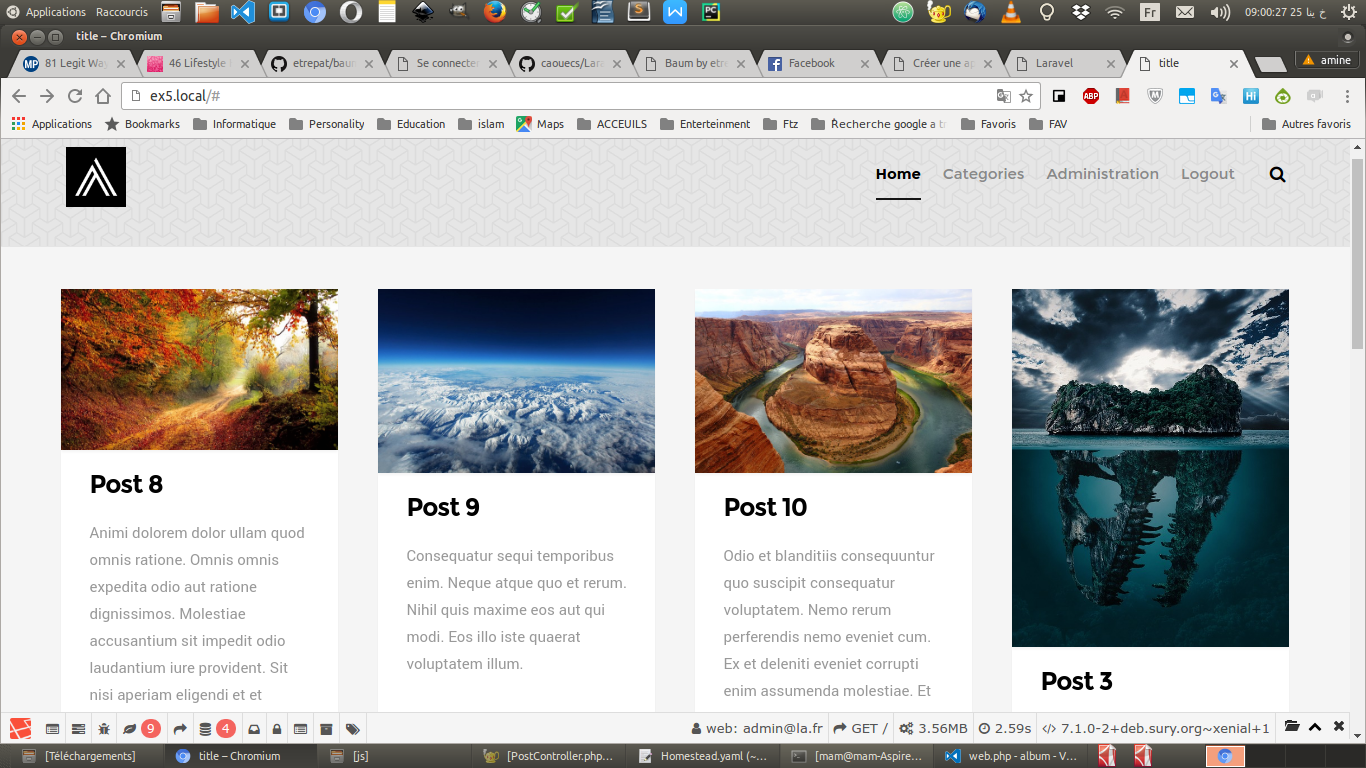 Applications Raccourcis Fr 09:00:27 25 خ ينا
title – Chromium
81 Legit Wa 46 Lifestyle etrepat/baun Se connecter caouecs/Lara Baum by etre Facebook Créer une ap Laravel title amine
ex5.local/#
Applications Bookmarks Informatique Personality Education islam Maps ACCEUILS Enterteinment Ftz Recherche google a tr Favoris FAV Autres favoris
Home Categories Administration Logout
Post 8
Animi dolorem dolor ullam quod
omnis ratione. Omnis omnis
expedita odio aut ratione
dignissimos. Molestiae
accusantium sit impedit odio
laudantium iure provident. Sit
nisi aperiam eligendi et et
Post 9
Consequatur sequi temporibus
enim. Neque atque quo et rerum.
Nihil quis maxime eos aut qui
modi. Eos illo iste quaerat
voluptatem illum.
Post 10
Odio et blanditiis consequuntur
quo suscipit consequatur
voluptatem. Nemo rerum
perferendis nemo eveniet cum.
Ex et deleniti eveniet corrupti
enim assumenda molestiae. Et
Post 3
9 4 web: admin@la.fr GET / 3.56MB 2.59s 7.1.0-2+deb.sury.org~xenial+1
[Téléchargements] title – Chromium [js] [PostController.php... Homestead.yaml (~... [mam@mam-Aspire... web.php - album - V...